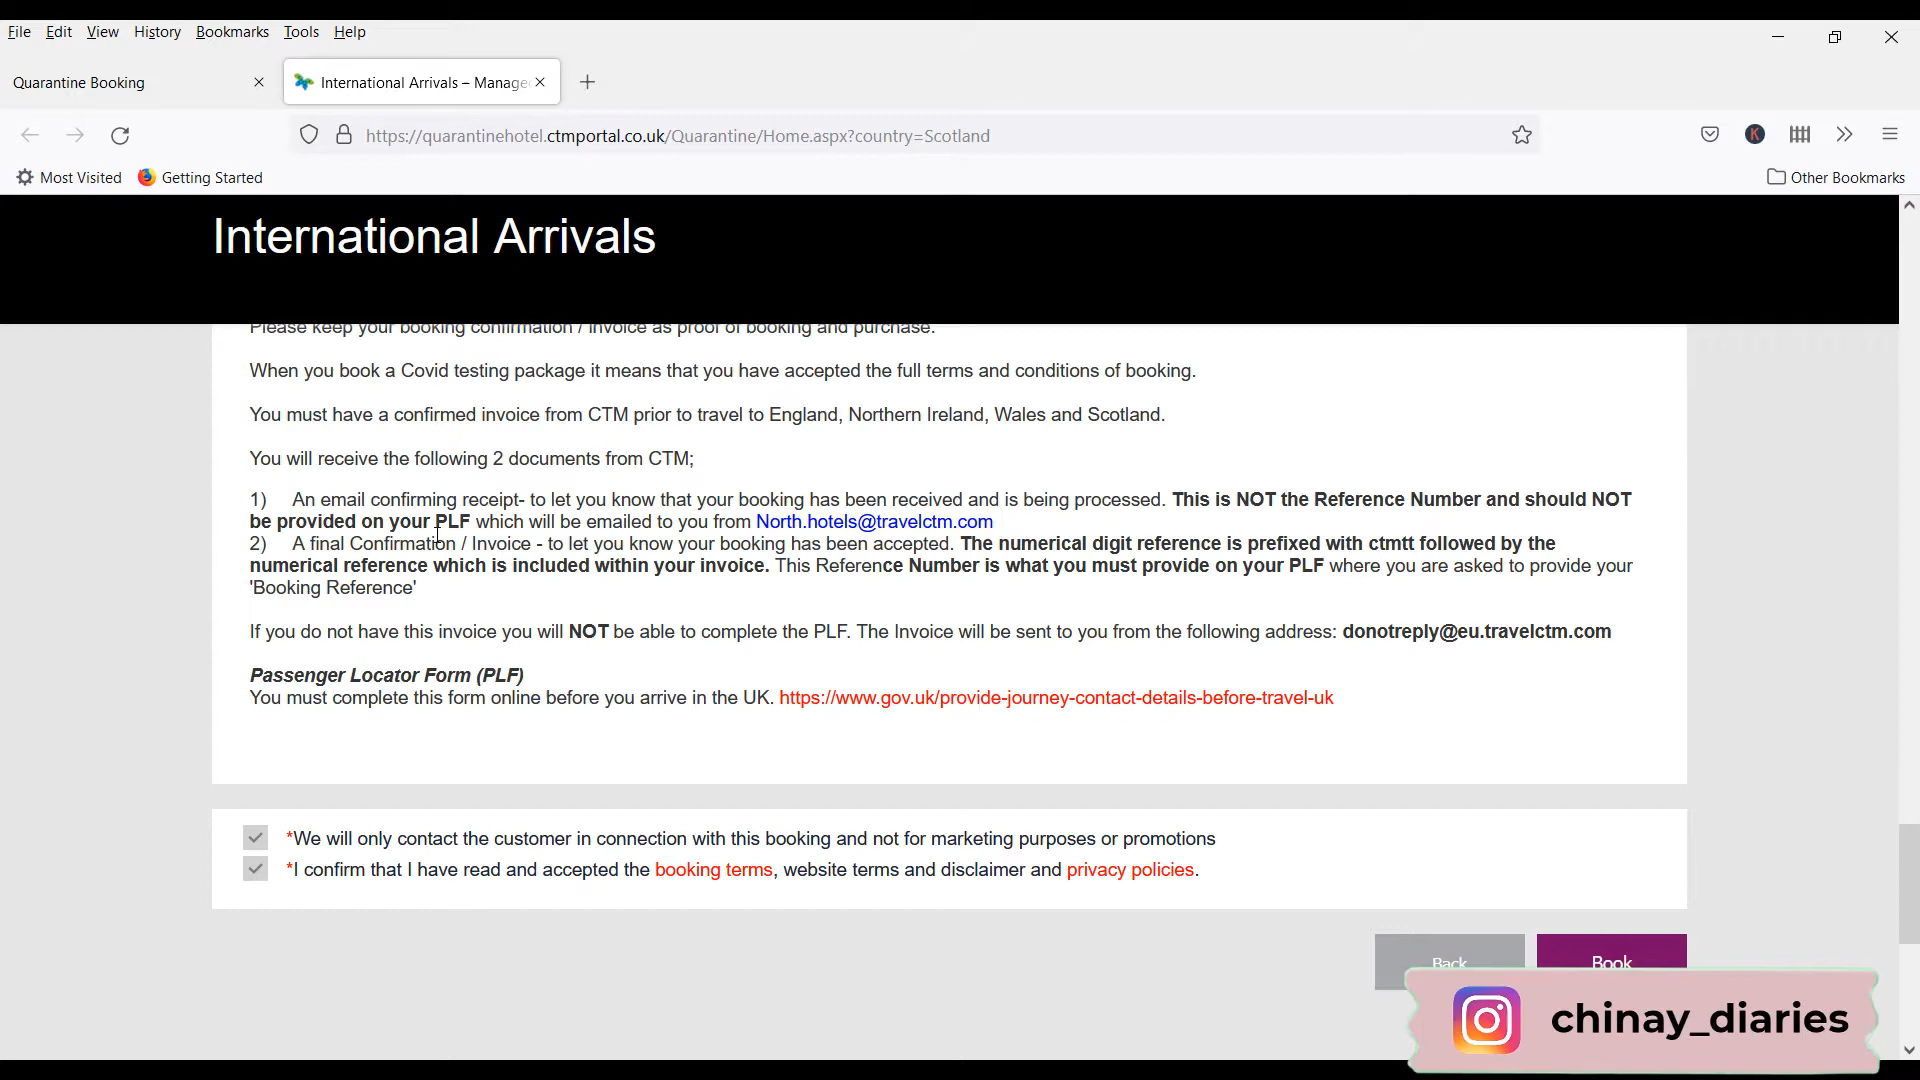 File Edit View History Bookmarks Tools Help
Quarantine Booking
International Arrivals – Manage
https://quarantinehotel.ctmportal.co.uk/Quarantine/Home.aspx?country=Scotland
K
Most Visited Getting Started Other Bookmarks
International Arrivals
Please keep your booking confirmation / invoice as proof of booking and purchase.
When you book a Covid testing package it means that you have accepted the full terms and conditions of booking.
You must have a confirmed invoice from CTM prior to travel to England, Northern Ireland, Wales and Scotland.
You will receive the following 2 documents from CTM;
1) An email confirming receipt- to let you know that your booking has been received and is being processed. This is NOT the Reference Number and should NOT
be provided on your PLF which will be emailed to you from North.hotels@travelctm.com
2) A final Confirmation / Invoice - to let you know your booking has been accepted. The numerical digit reference is prefixed with ctmtt followed by the
numerical reference which is included within your invoice. This Reference Number is what you must provide on your PLF where you are asked to provide your
'Booking Reference'
If you do not have this invoice you will NOT be able to complete the PLF. The Invoice will be sent to you from the following address: donotreply@eu.travelctm.com
Passenger Locator Form (PLF)
You must complete this form online before you arrive in the UK. https://www.gov.uk/provide-journey-contact-details-before-travel-uk
*We will only contact the customer in connection with this booking and not for marketing purposes or promotions
*I confirm that I have read and accepted the booking terms, website terms and disclaimer and privacy policies.
Back Book
chinay_diaries